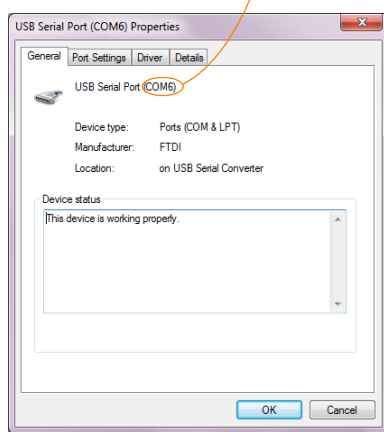 USB Serial Port (COM6) Properties
General Port Settings Driver Details
USB Serial Port (COM6)
Device type: Ports (COM & LPT)
Manufacturer: FTDI
Location: on USB Serial Converter
Device status
This device is working properly.
OK Cancel